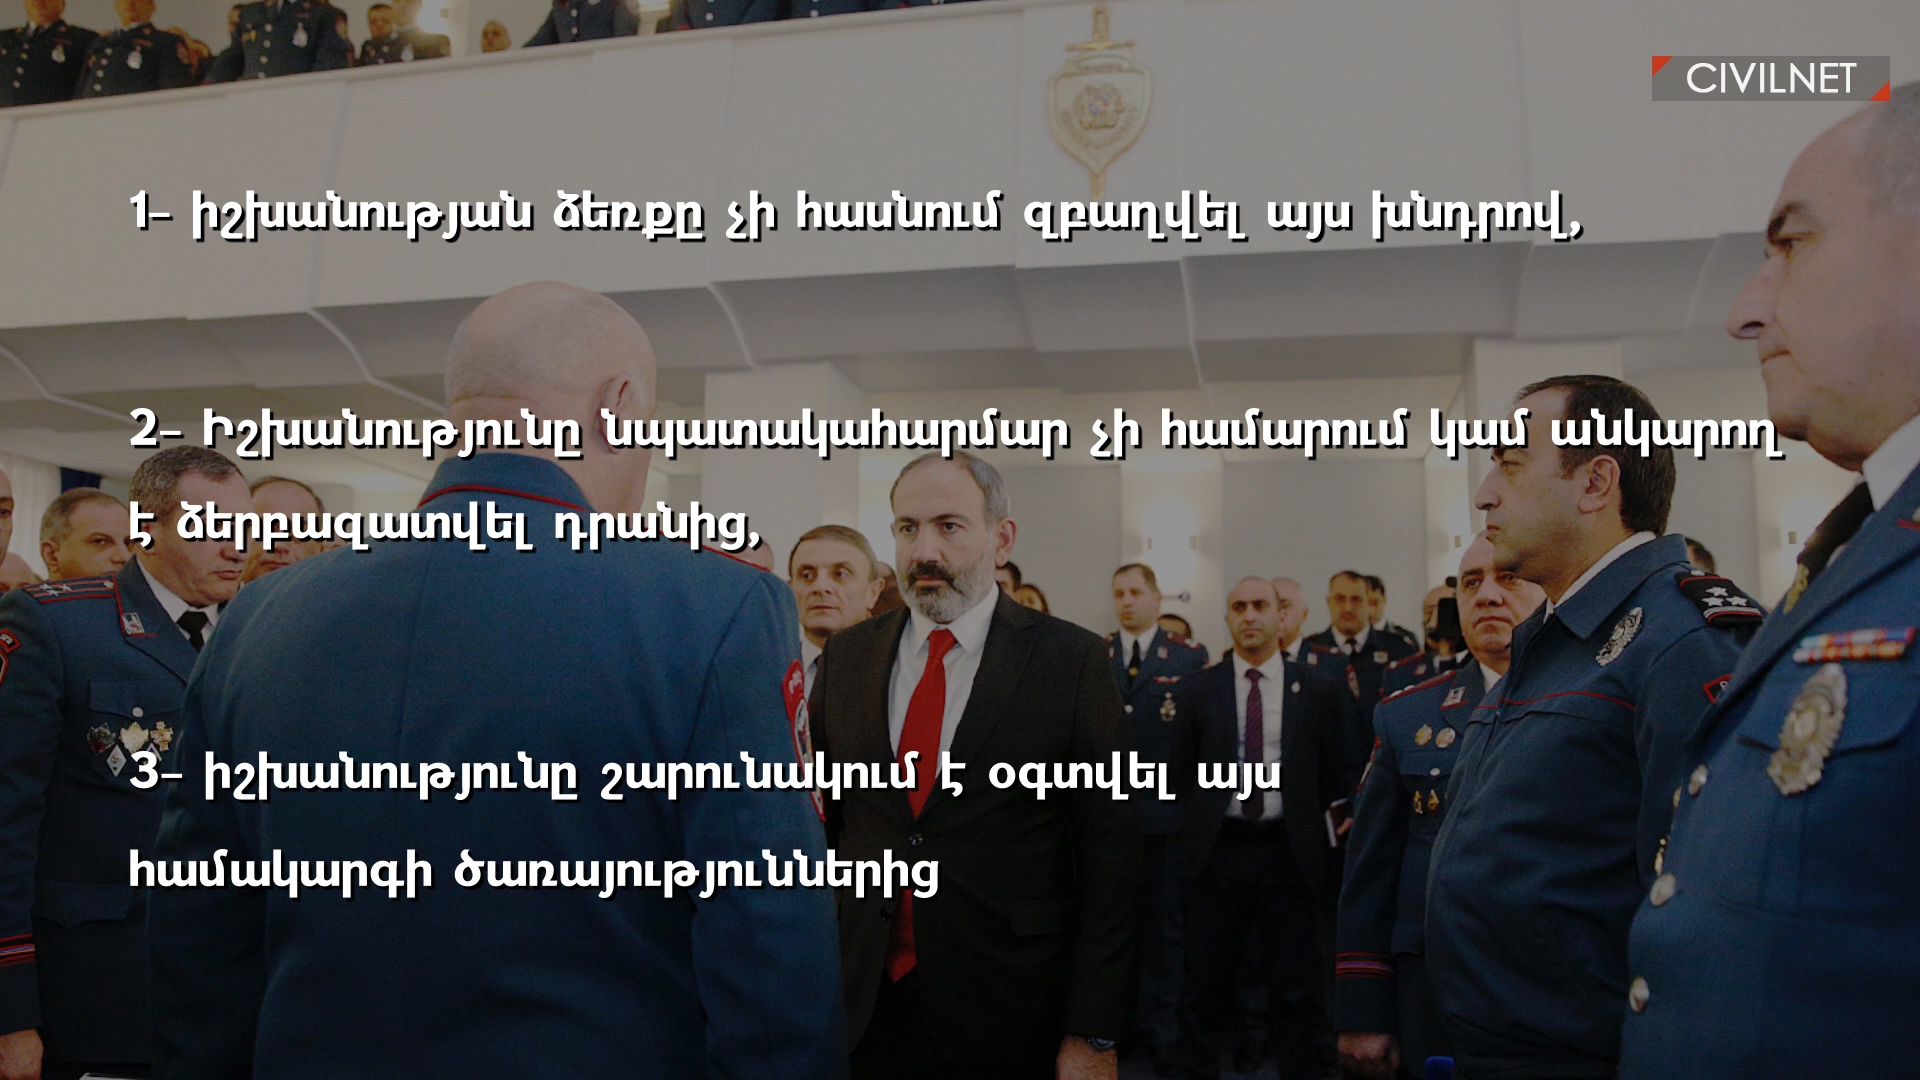 CIVILNET
1– իշխանության ձեռքը չի հասնում զբաղվել այս խնդրով,
2– Իշխանությունը նպատակահարմար չի համարում կամ անկարող
է ձերբազատվել դրանից,
3– իշխանությունը շարունակում է օգտվել այս
համակարգի ծառայություններից